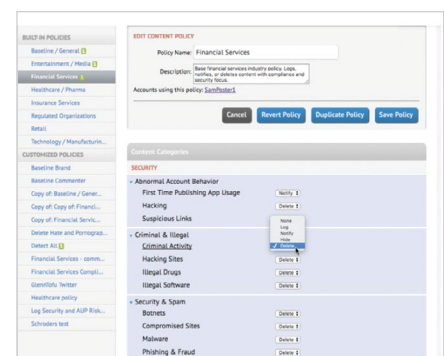 BUILT-IN POLICIES
Baseline / General
Entertainment / Media
Financial Services
Healthcare / Pharma
Insurance Services
Regulated Organizations
Retail
Technology / Manufacturin...
CUSTOMIZED POLICIES
Baseline Brand
Baseline Commenter
Copy of: Baseline / Gener...
Copy of: Copy of: Financi...
Copy of: Financial Servic...
Delete Hate and Pornograp...
Detect All
Financial Services - comm...
Financial Services Compli...
Glensllofu Twitter
Healthcare policy
Log Security and AUP Risk...
Schroders test
EDIT CONTENT POLICY
Policy Name: Financial Services
Description: Base financial services industry policy. Logs,
notifies, or deletes content with compliance and
security focus.
Accounts using this policy: SamPoster1
Cancel Revert Policy Duplicate Policy Save Policy
Content Categories
SECURITY
Abnormal Account Behavior
First Time Publishing App Usage Notify
Hacking Delete
Suspicious Links
None
Log
Notify
Hide
✓ Delete
Criminal & Illegal
Criminal Activity
Hacking Sites Delete
Illegal Drugs Delete
Illegal Software Delete
Security & Spam
Botnets Delete
Compromised Sites Delete
Malware Delete
Phishing & Fraud Delete